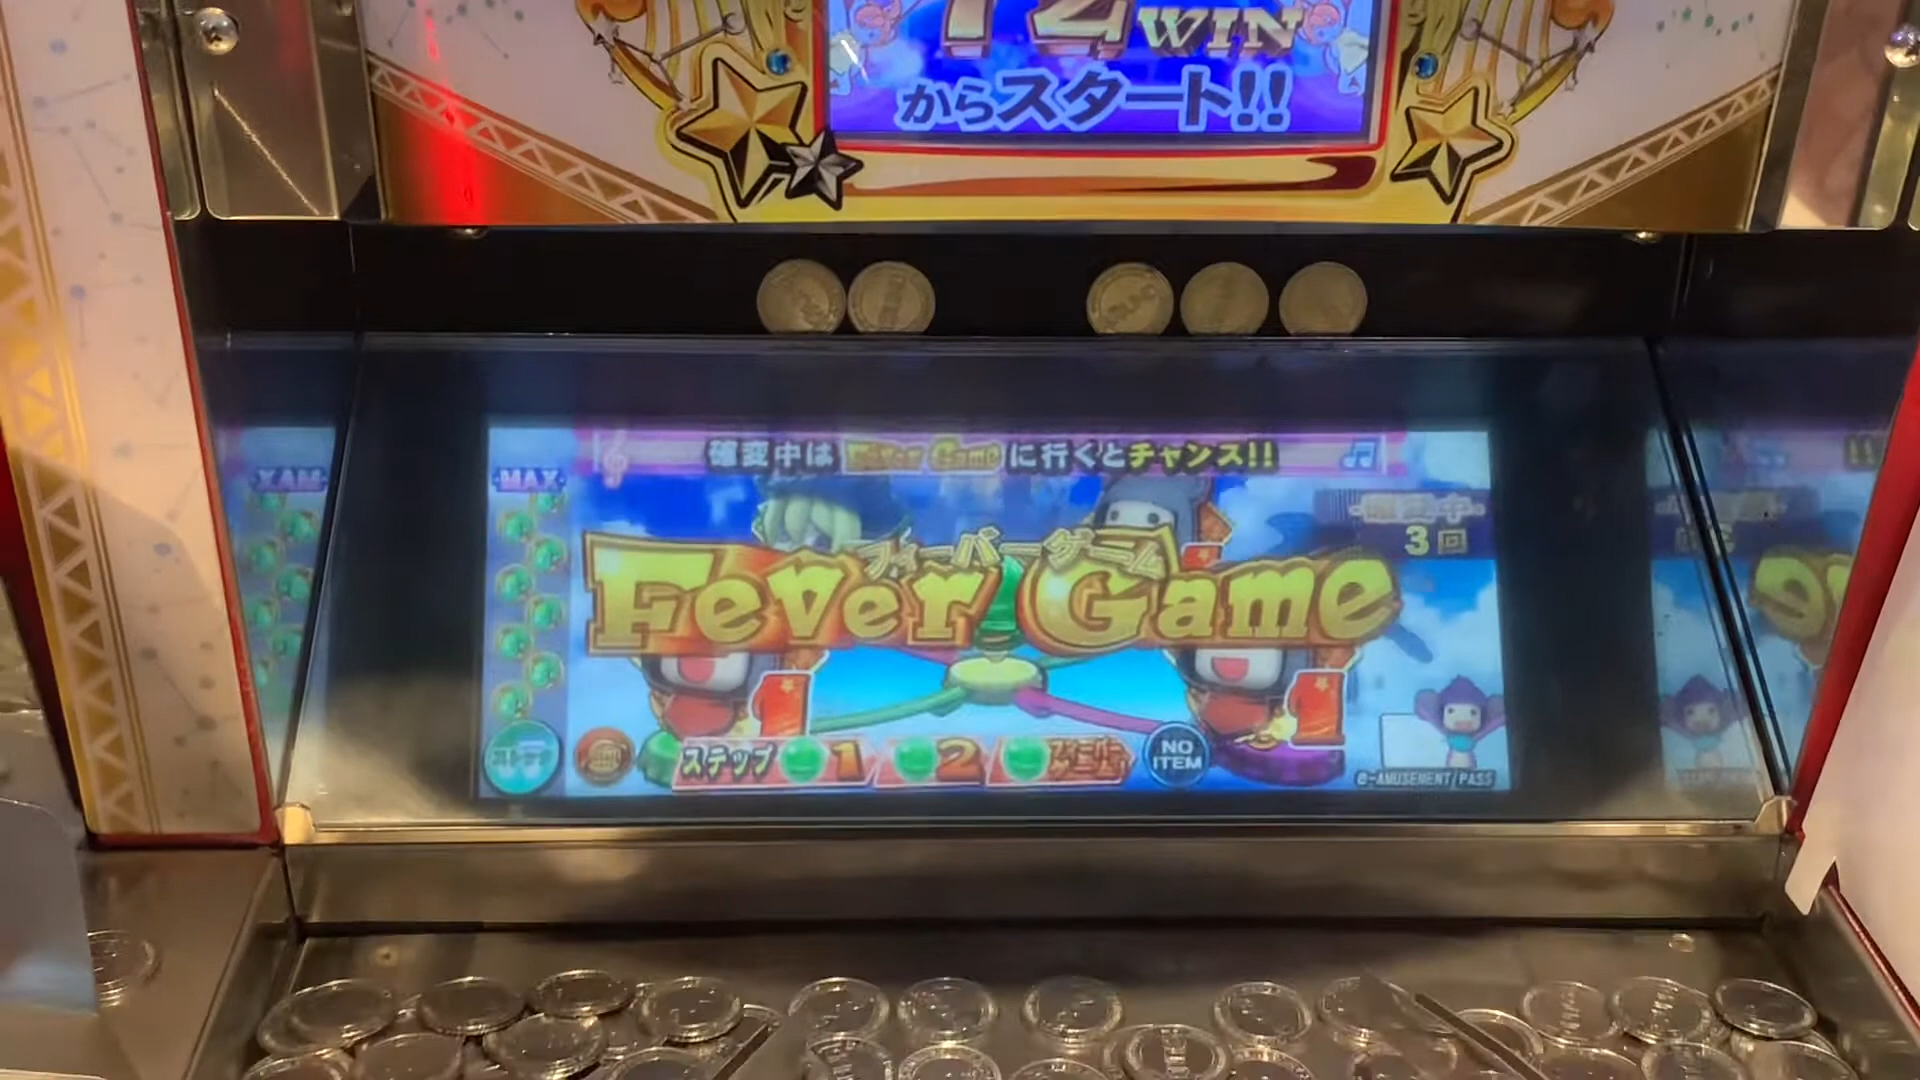 WIN
からスタート!!
確変中は Fever Game に行くとチャンス!!
MAX
3回
フィーバーゲーム
Fever Game
ステップ 1 2
NO ITEM
e-AMUSEMENT PASS